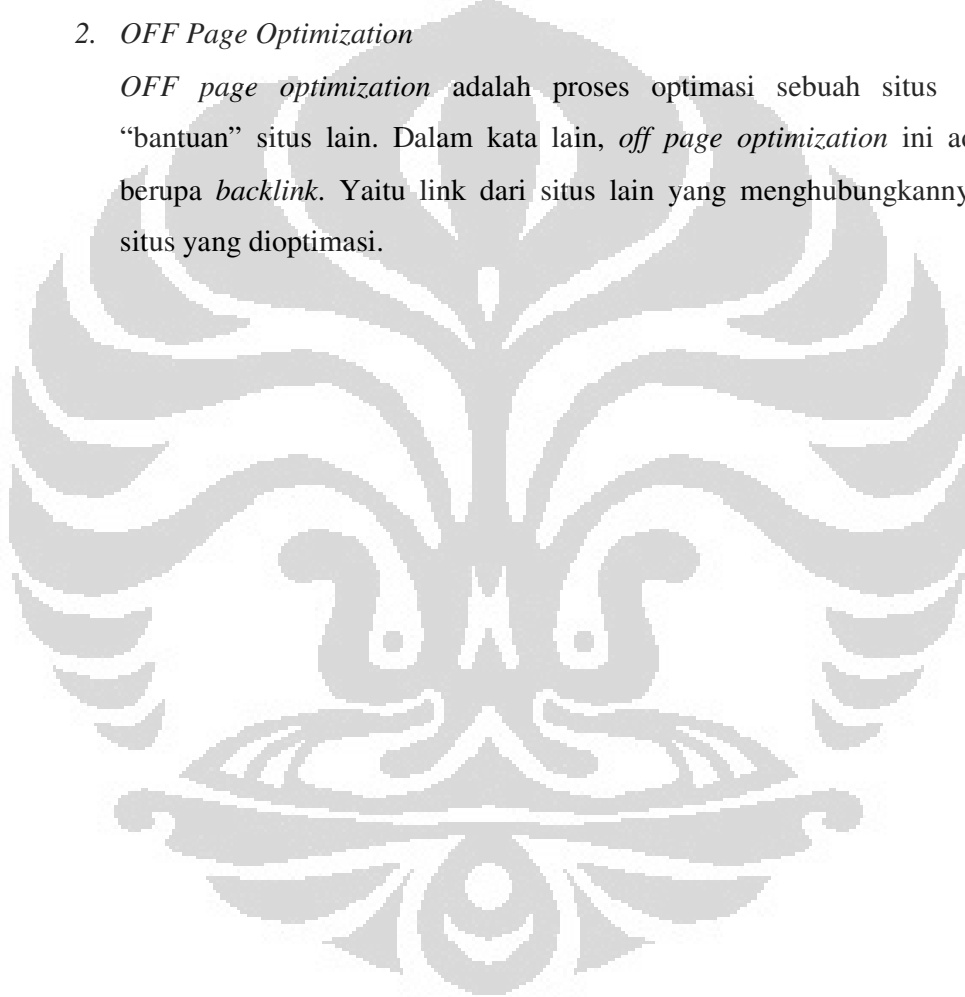 2. OFF Page Optimization
OFF page optimization adalah proses optimasi sebuah situs
“bantuan” situs lain. Dalam kata lain, off page optimization ini
berupa backlink. Yaitu link dari situs lain yang
situs yang dioptimasi.